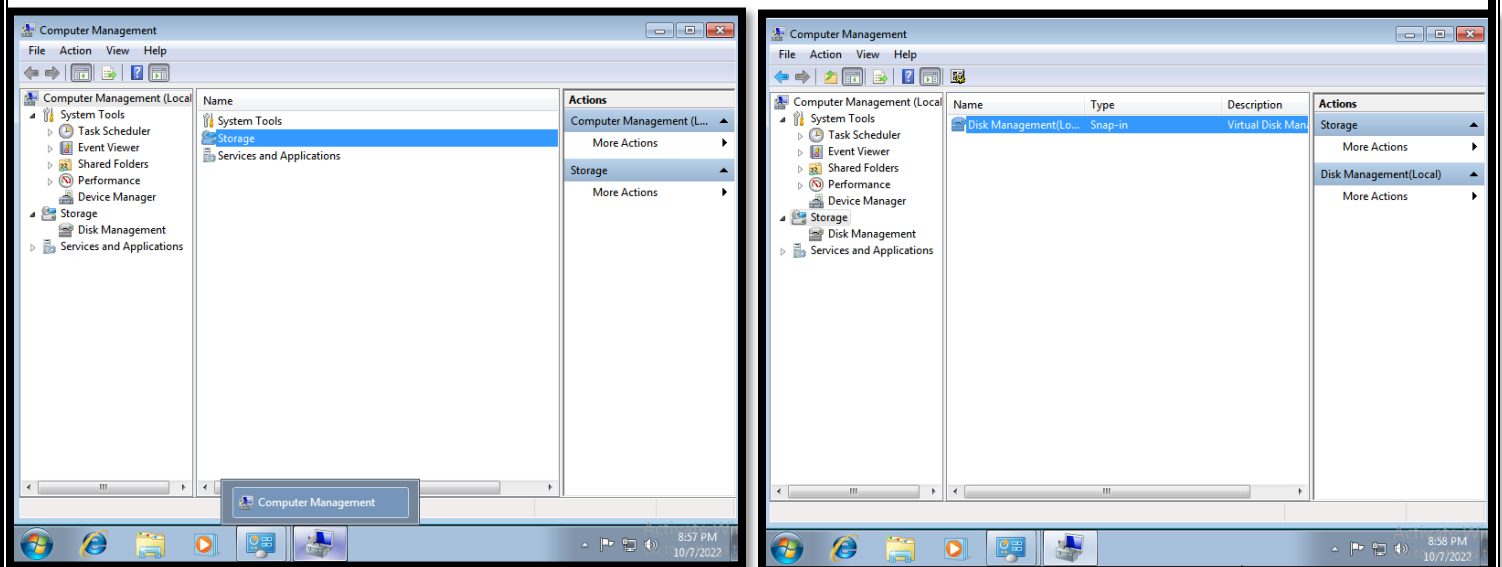 Computer Management
File Action View Help
Computer Management (Local
System Tools
Task Scheduler
Event Viewer
Shared Folders
Performance
Device Manager
Storage
Disk Management
Services and Applications
Name
System Tools
Storage
Services and Applications
Actions
Computer Management (L...
More Actions
Storage
More Actions
Computer Management
8:57 PM
10/7/2022
Computer Management
File Action View Help
Computer Management (Local
System Tools
Task Scheduler
Event Viewer
Shared Folders
Performance
Device Manager
Storage
Disk Management
Services and Applications
Name Type Description
Disk Management(Lo... Snap-in Virtual Disk Man
Actions
Storage
More Actions
Disk Management(Local)
More Actions
8:58 PM
10/7/2022